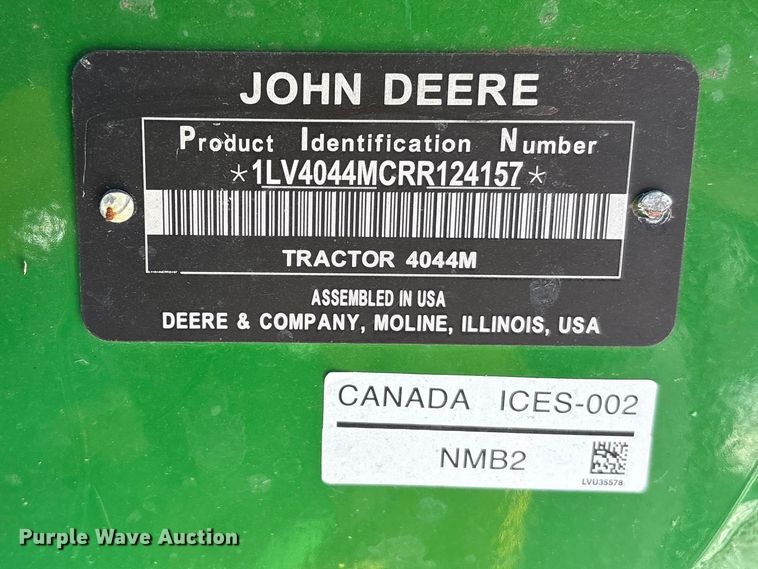 JOHN DEERE
Product Identification Number
*1LV4044MCRR124157*
TRACTOR 4044M
ASSEMBLED IN USA
DEERE & COMPANY, MOLINE, ILLINOIS, USA
CANADA ICES-002
NMB2
LVU35578
Purple Wave Auction